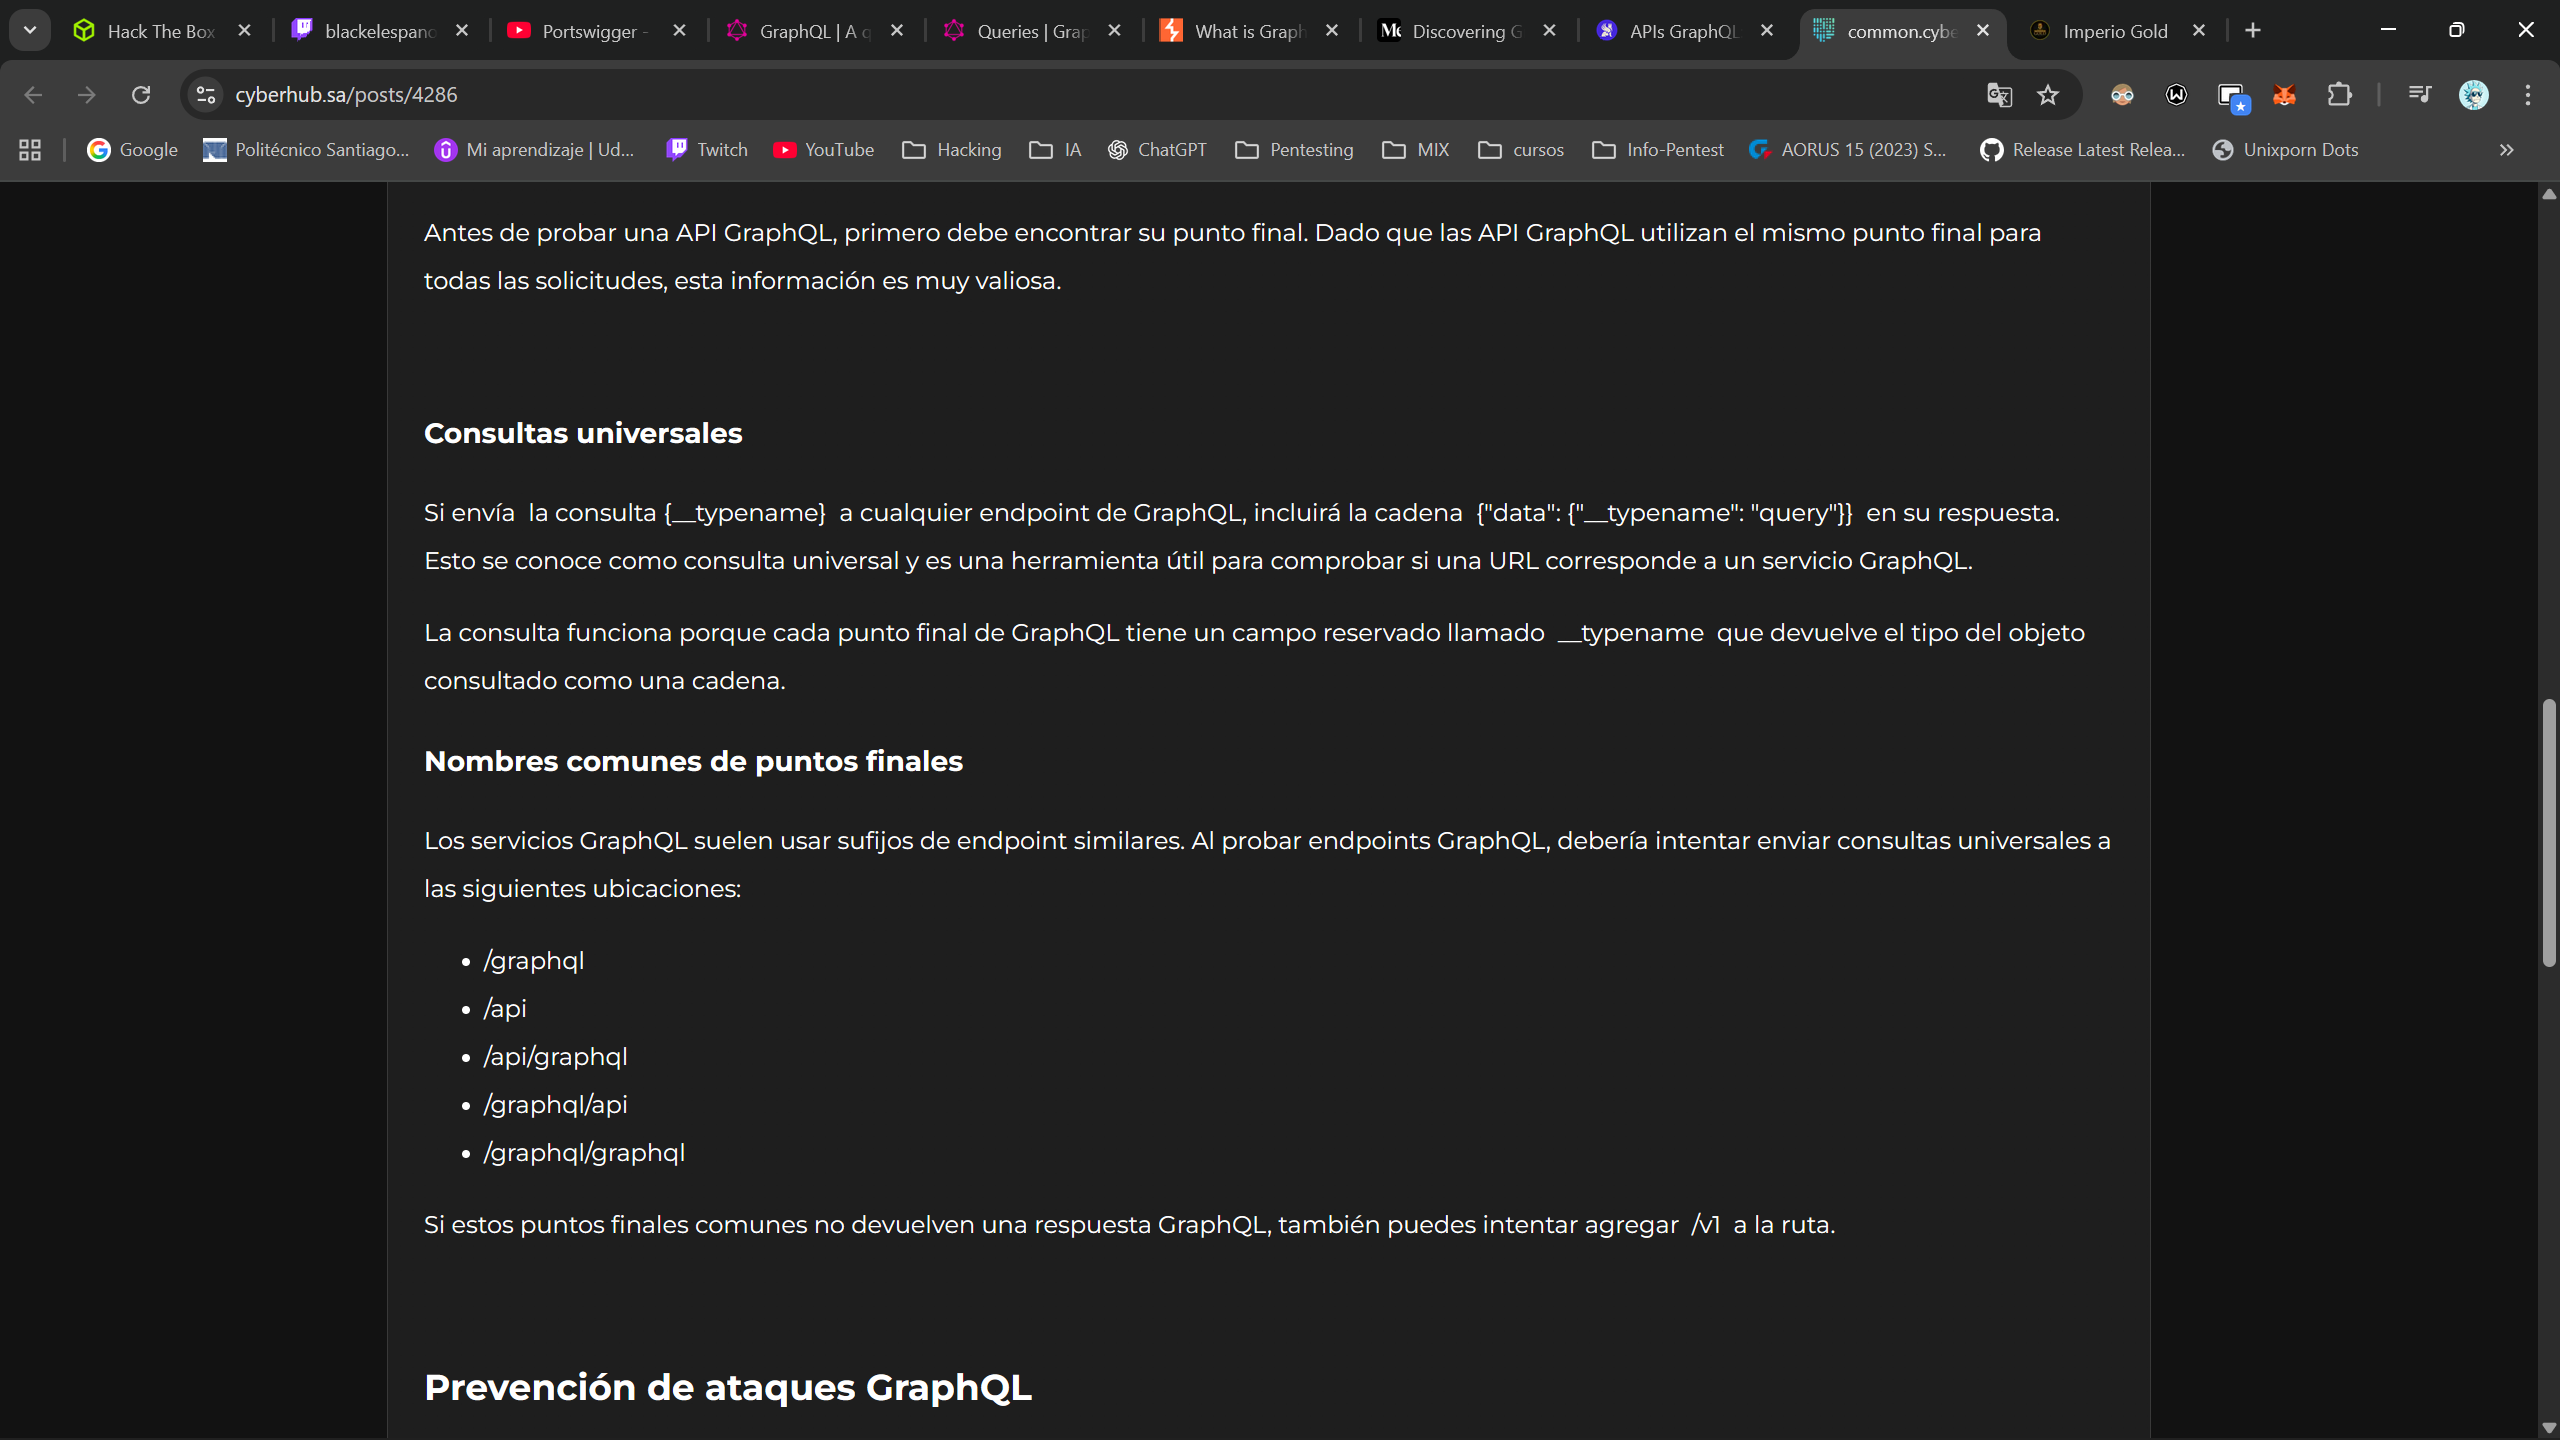 Hack The Box
blackelespano
Portswigger -
GraphQL | A q
Queries | Grap
What is Graph
Discovering G
APIs GraphQL
common.cybe
Imperio Gold
cyberhub.sa/posts/4286
Google
Politécnico Santiago...
Mi aprendizaje | Ud...
Twitch
YouTube
Hacking
IA
ChatGPT
Pentesting
MIX
cursos
Info-Pentest
AORUS 15 (2023) S...
Release Latest Relea...
Unixporn Dots
Antes de probar una API GraphQL, primero debe encontrar su punto final. Dado que las API GraphQL utilizan el mismo punto final para
todas las solicitudes, esta información es muy valiosa.
Consultas universales
Si envía la consulta {__typename} a cualquier endpoint de GraphQL, incluirá la cadena {"data": {"__typename": "query"}} en su respuesta.
Esto se conoce como consulta universal y es una herramienta útil para comprobar si una URL corresponde a un servicio GraphQL.
La consulta funciona porque cada punto final de GraphQL tiene un campo reservado llamado __typename que devuelve el tipo del objeto
consultado como una cadena.
Nombres comunes de puntos finales
Los servicios GraphQL suelen usar sufijos de endpoint similares. Al probar endpoints GraphQL, debería intentar enviar consultas universales a
las siguientes ubicaciones:
• /graphql
• /api
• /api/graphql
• /graphql/api
• /graphql/graphql
Si estos puntos finales comunes no devuelven una respuesta GraphQL, también puedes intentar agregar /v1 a la ruta.
Prevención de ataques GraphQL